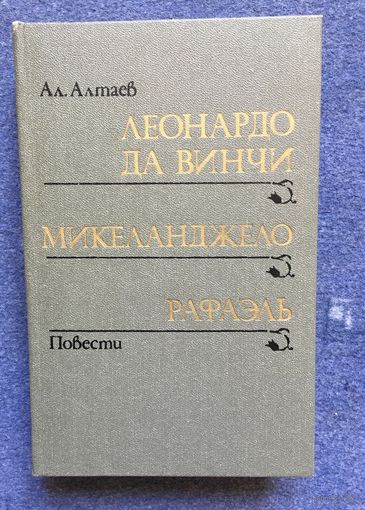 Ал. Алтаев
ЛЕОНАРДО
ДА ВИНЧИ
МИКЕЛАНДЖЕЛО
РАФАЭЛЬ
Повести